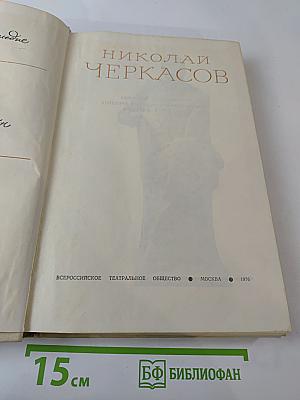 НИКОЛАЙ
ЧЕРКАСОВ
ВСЕРОССИЙСКОЕ ТЕАТРАЛЬНОЕ ОБЩЕСТВО ● МОСКВА ● 1976
15 см
БФ БИБЛИОФАН